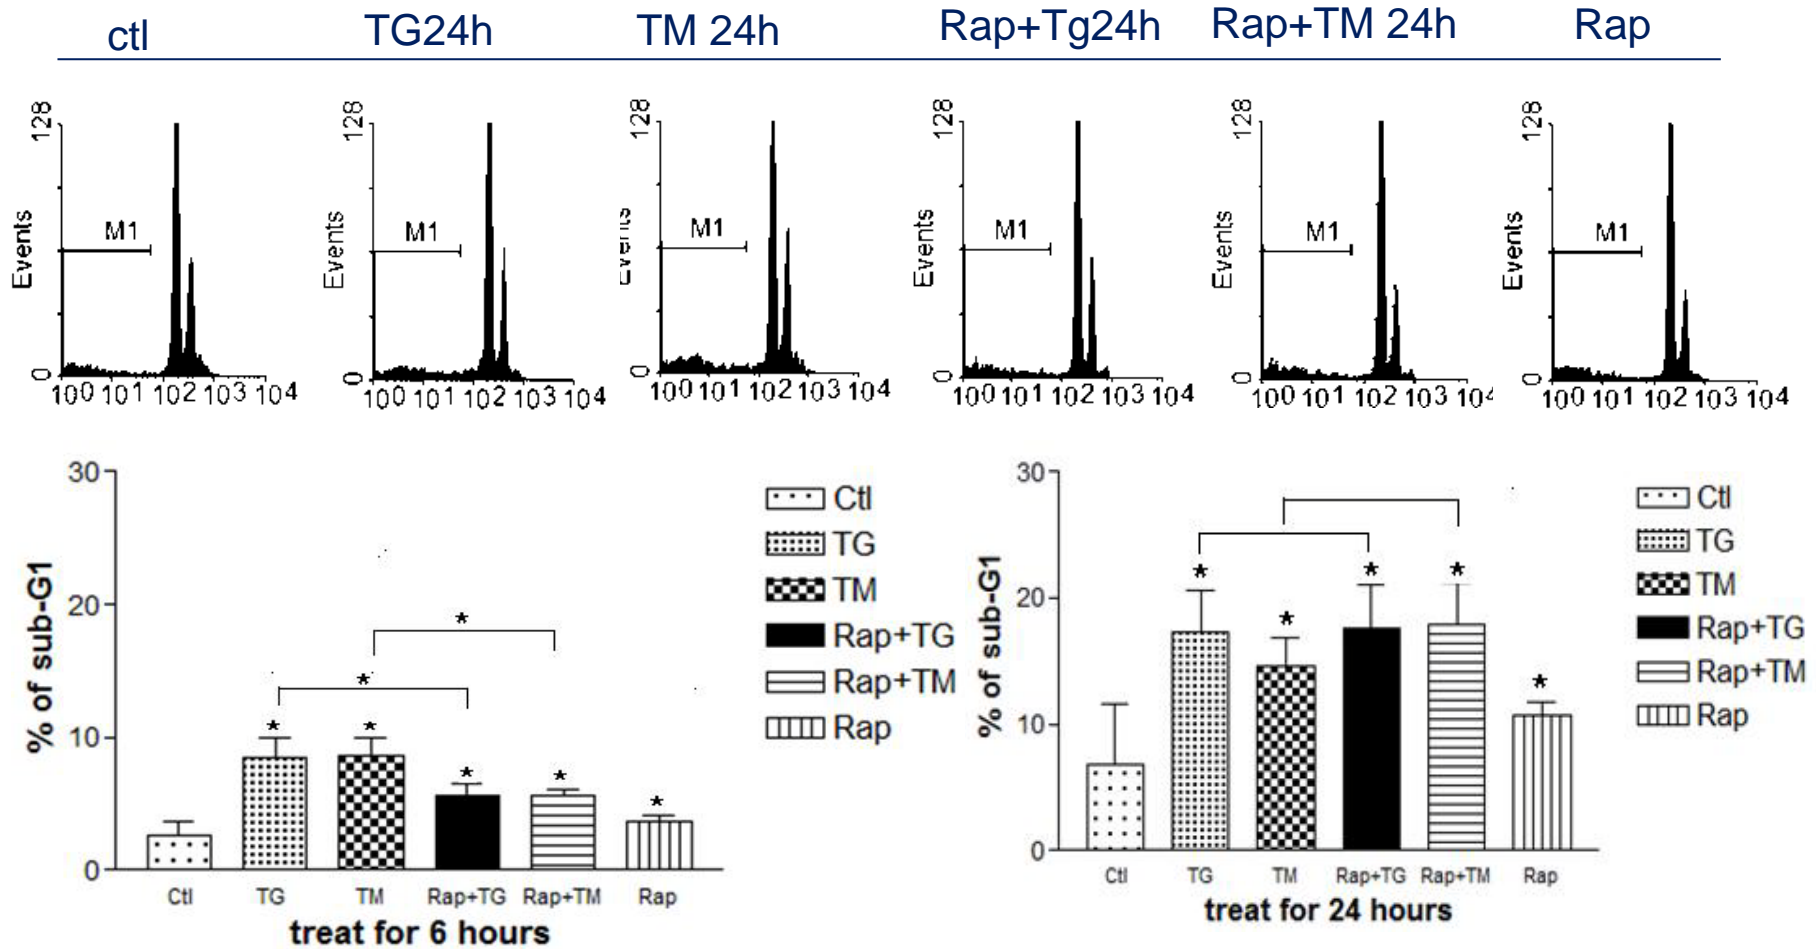 ctl TG24h TM 24h Rap+Tg24h Rap+TM 24h Rap
128 128 128 128 128 128
Events Events Events Events Events Events
M1 M1 M1 M1 M1 M1
0 0 0 0 0 0
10⁰ 10¹ 10² 10³ 10⁴ 10⁰ 10¹ 10² 10³ 10⁴ 10⁰ 10¹ 10² 10³ 10⁴ 10⁰ 10¹ 10² 10³ 10⁴ 10⁰ 10¹ 10² 10³ 10⁴ 10⁰ 10¹ 10² 10³ 10⁴
% of sub-G1
30
20
10
0
*
*
* * * * *
Ctl TG TM Rap+TG Rap+TM Rap
treat for 6 hours
Ctl
TG
TM
Rap+TG
Rap+TM
Rap
% of sub-G1
30
20
10
0
* * * * *
Ctl TG TM Rap+TG Rap+TM Rap
treat for 24 hours
Ctl
TG
TM
Rap+TG
Rap+TM
Rap